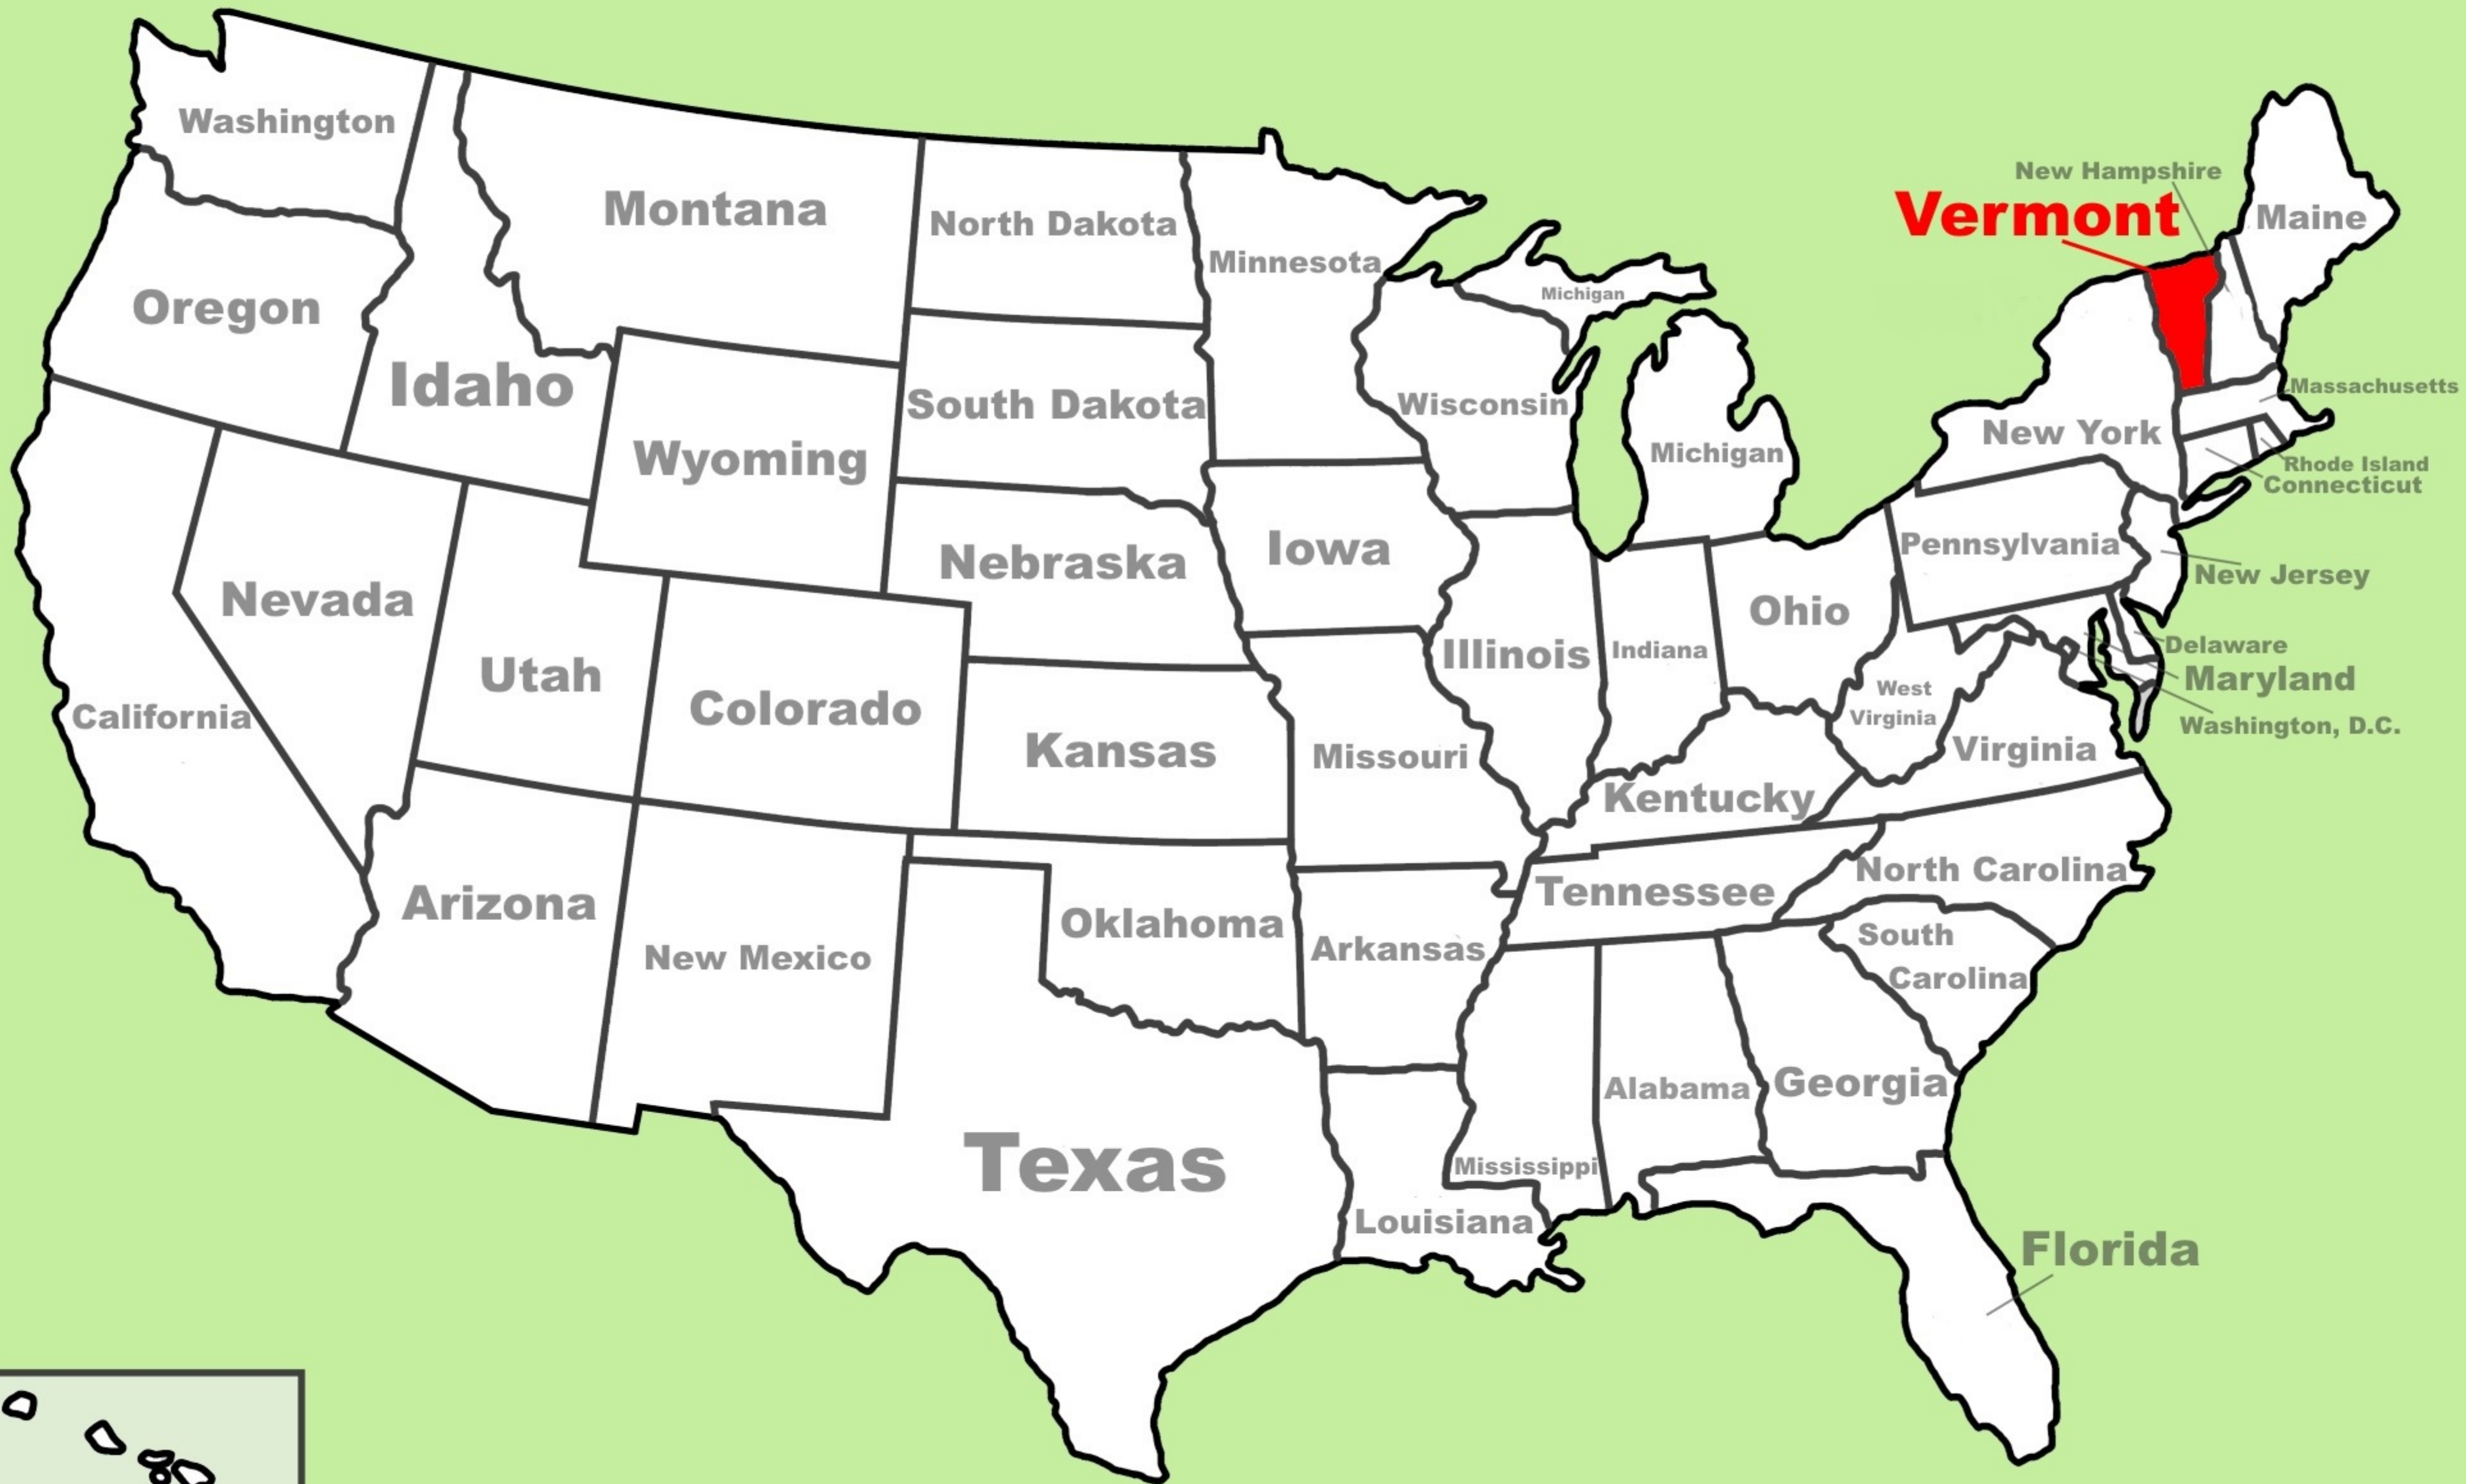 Washington
Montana
North Dakota
Minnesota
New Hampshire
Vermont
Maine
Oregon
Idaho
Michigan
Wyoming
South Dakota
Wisconsin
Michigan
New York
Massachusetts
Rhode Island
Connecticut
Nevada
Nebraska
Iowa
Pennsylvania
New Jersey
Utah
Colorado
Illinois
Indiana
Ohio
Delaware
Maryland
Washington, D.C.
California
Kansas
Missouri
West
Virginia
Virginia
Kentucky
Arizona
New Mexico
Oklahoma
Arkansas
Tennessee
North Carolina
South
Carolina
Texas
Alabama
Georgia
Mississippi
Louisiana
Florida